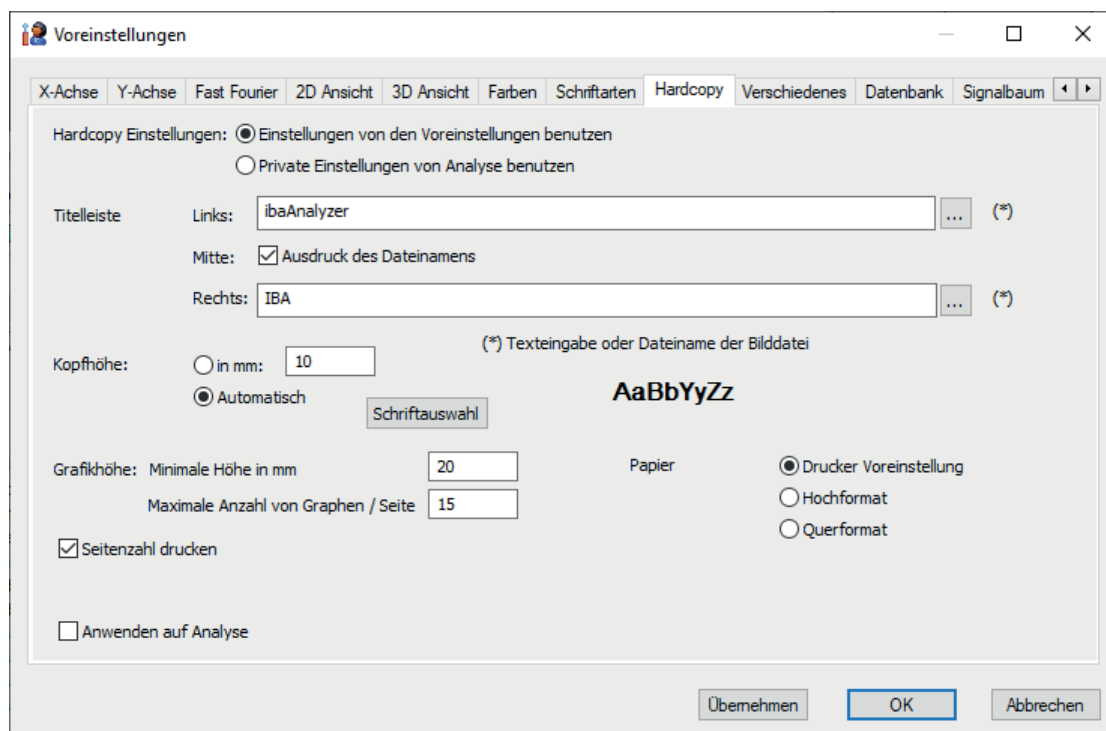 Voreinstellungen
X-Achse Y-Achse Fast Fourier 2D Ansicht 3D Ansicht Farben Schriftarten Hardcopy Verschiedenes Datenbank Signalbaum
Hardcopy Einstellungen: Einstellungen von den Voreinstellungen benutzen
Private Einstellungen von Analyse benutzen
Titelleiste Links: ibaAnalyzer ... (*)
Mitte: Ausdruck des Dateinamens
Rechts: IBA ... (*)
(*) Texteingabe oder Dateiname der Bilddatei
Kopfhöhe: in mm: 10
Automatisch Schriftauswahl AaBbYyZz
Grafikhöhe: Minimale Höhe in mm 20 Papier Drucker Voreinstellung
Maximale Anzahl von Graphen / Seite 15 Hochformat
Querformat
Seitenzahl drucken
Anwenden auf Analyse
Übernehmen OK Abbrechen